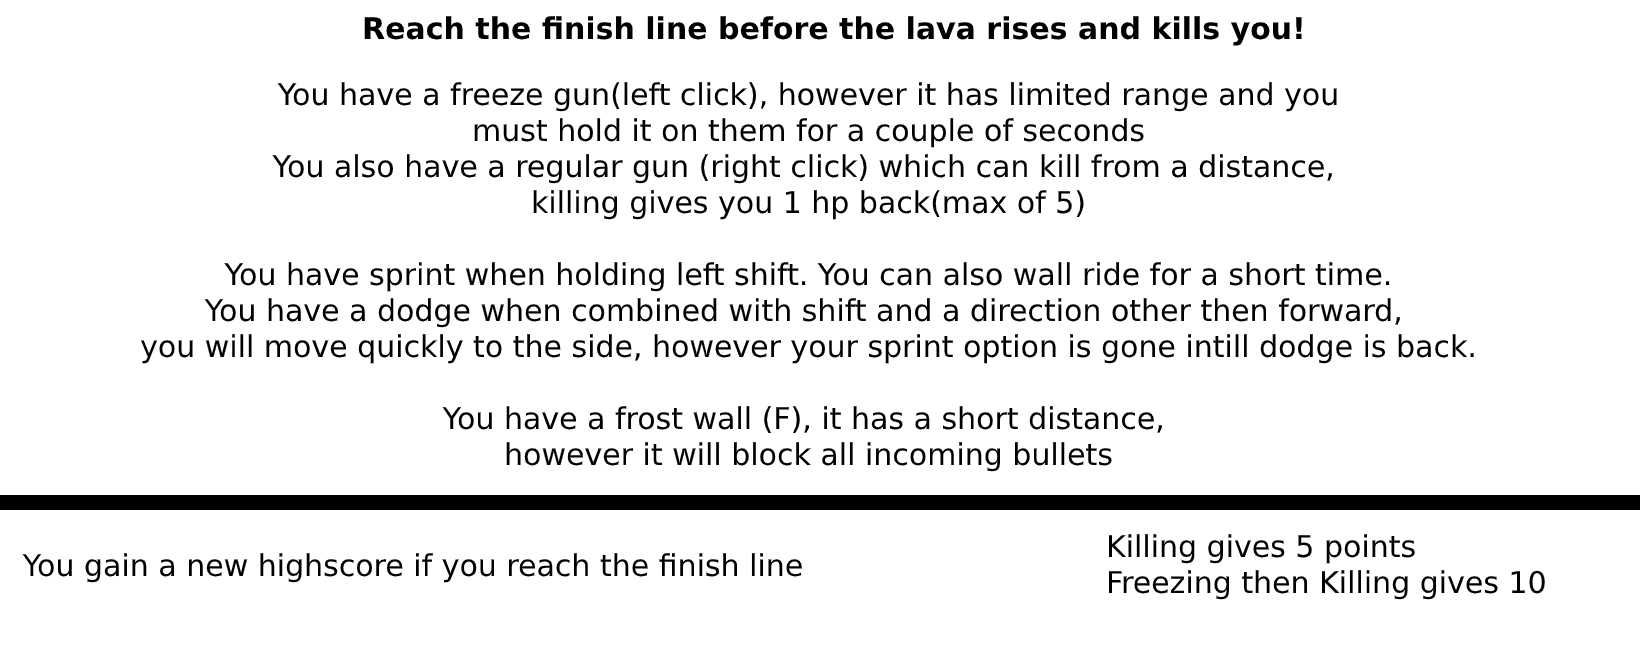 Reach the finish line before the lava rises and kills you!
You have a freeze gun(left click), however it has limited range and you
must hold it on them for a couple of seconds
You also have a regular gun (right click) which can kill from a distance,
killing gives you 1 hp back(max of 5)
You have sprint when holding left shift. You can also wall ride for a short time.
You have a dodge when combined with shift and a direction other then forward,
you will move quickly to the side, however your sprint option is gone intill dodge is back.
You have a frost wall (F), it has a short distance,
however it will block all incoming bullets
You gain a new highscore if you reach the finish line
Killing gives 5 points
Freezing then Killing gives 10